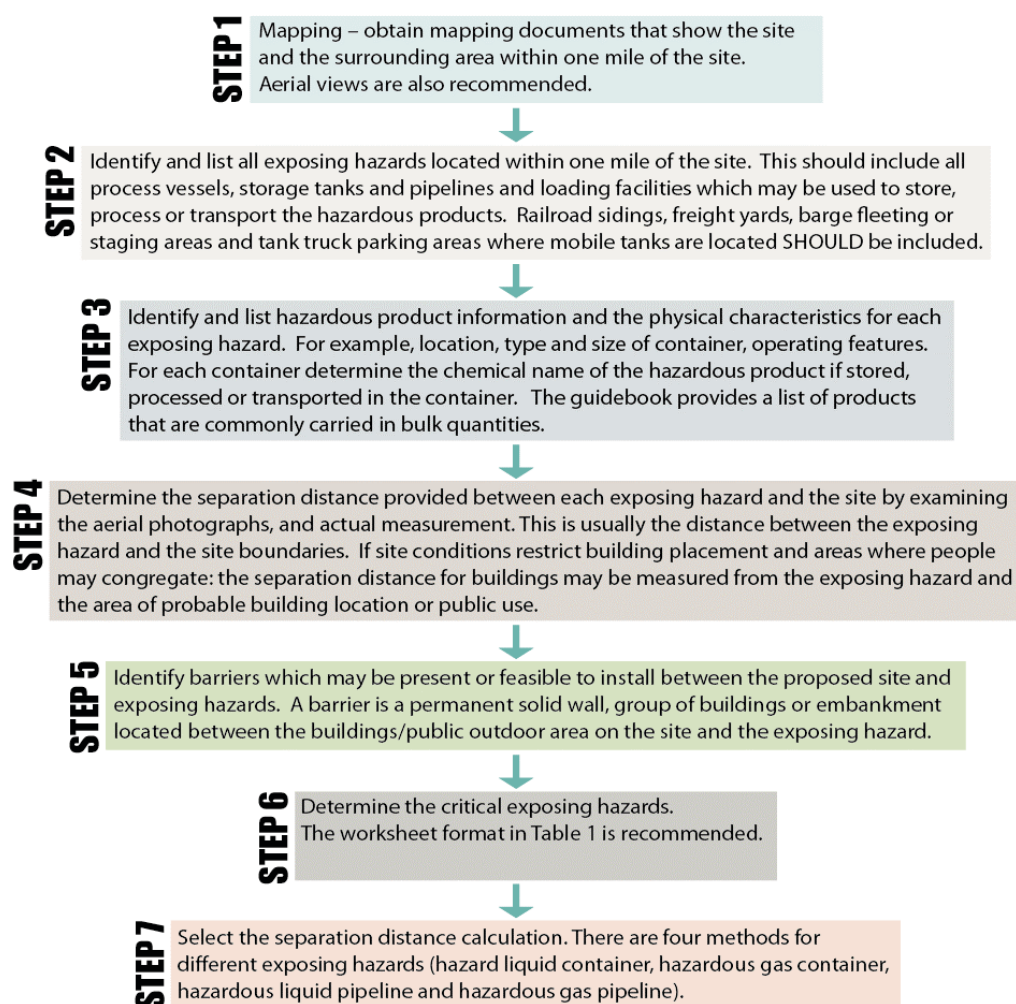 STEP 1
Mapping – obtain mapping documents that show the site
and the surrounding area within one mile of the site.
Aerial views are also recommended.
STEP 2
Identify and list all exposing hazards located within one mile of the site.  This should include all
process vessels, storage tanks and pipelines and loading facilities which may be used to store,
process or transport the hazardous products.  Railroad sidings, freight yards, barge fleeting or
staging areas and tank truck parking areas where mobile tanks are located SHOULD be included.
STEP 3
Identify and list hazardous product information and the physical characteristics for each
exposing hazard.  For example, location, type and size of container, operating features.
For each container determine the chemical name of the hazardous product if stored,
processed or transported in the container.   The guidebook provides a list of products
that are commonly carried in bulk quantities.
STEP 4
Determine the separation distance provided between each exposing hazard and the site by examining
the aerial photographs, and actual measurement. This is usually the distance between the exposing
hazard and the site boundaries.  If site conditions restrict building placement and areas where people
may congregate: the separation distance for buildings may be measured from the exposing hazard and
the area of probable building location or public use.
STEP 5
Identify barriers which may be present or feasible to install between the proposed site and
exposing hazards.  A barrier is a permanent solid wall, group of buildings or embankment
located between the buildings/public outdoor area on the site and the exposing hazard.
STEP 6
Determine the critical exposing hazards.
The worksheet format in Table 1 is recommended.
STEP 7
Select the separation distance calculation. There are four methods for
different exposing hazards (hazard liquid container, hazardous gas container,
hazardous liquid pipeline and hazardous gas pipeline).